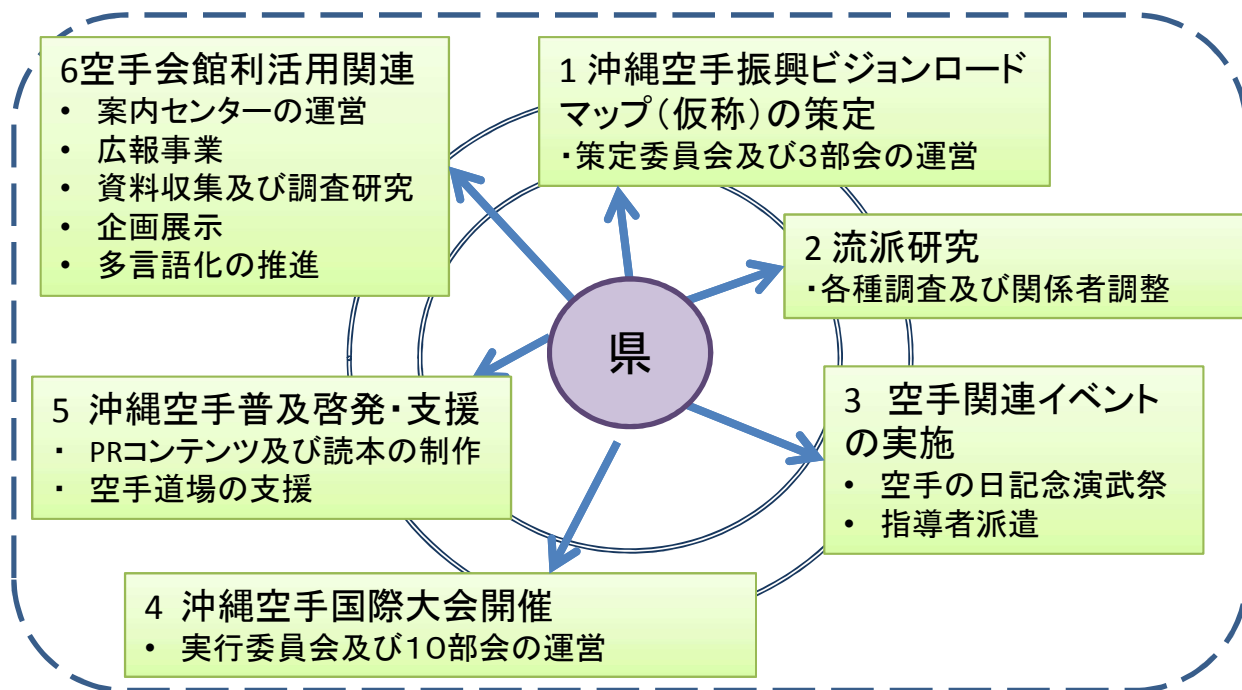 1 沖縄空手振興ビジョンロード
マップ（仮称）の策定
・策定委員会及び３部会の運営
2 流派研究
・各種調査及び関係者調整
3 空手関連イベント
の実施
• 空手の日記念演武祭
• 指導者派遣
4 沖縄空手国際大会開催
• 実行委員会及び１０部会の運営
5 沖縄空手普及啓発・支援
・ PRコンテンツ及び読本の制作
・ 空手道場の支援
6空手会館利活用関連
• 案内センターの運営
• 広報事業
• 資料収集及び調査研究
• 企画展示
• 多言語化の推進
県